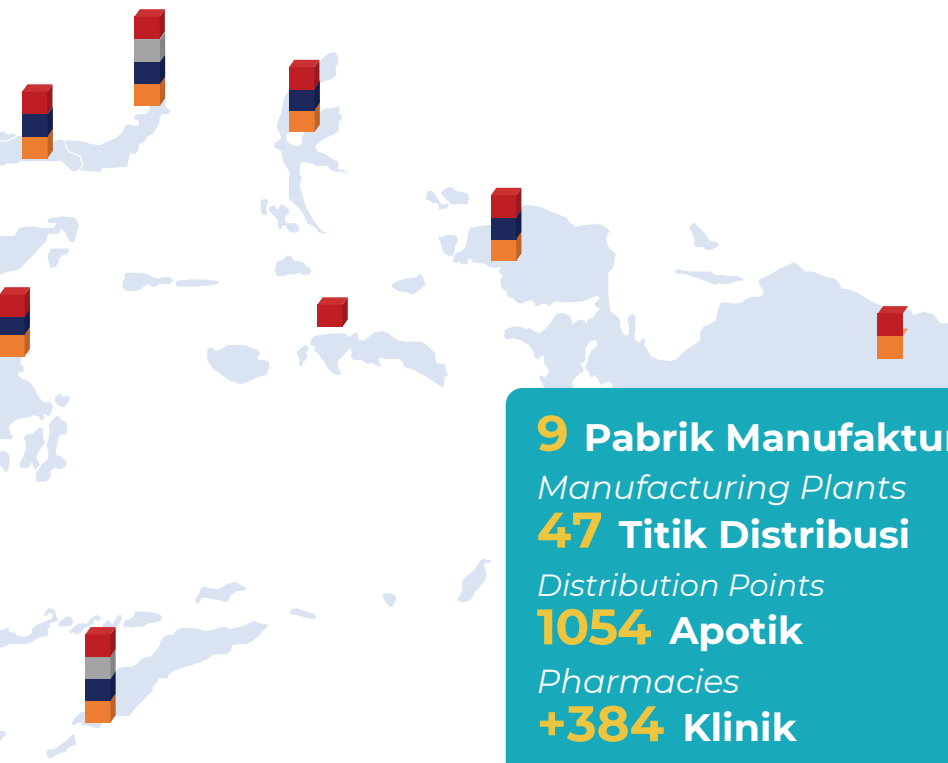 9 Pabrik Manufaktur
Manufacturing Plants
47 Titik Distribusi
Distribution Points
1054 Apotik
Pharmacies
+384 Klinik